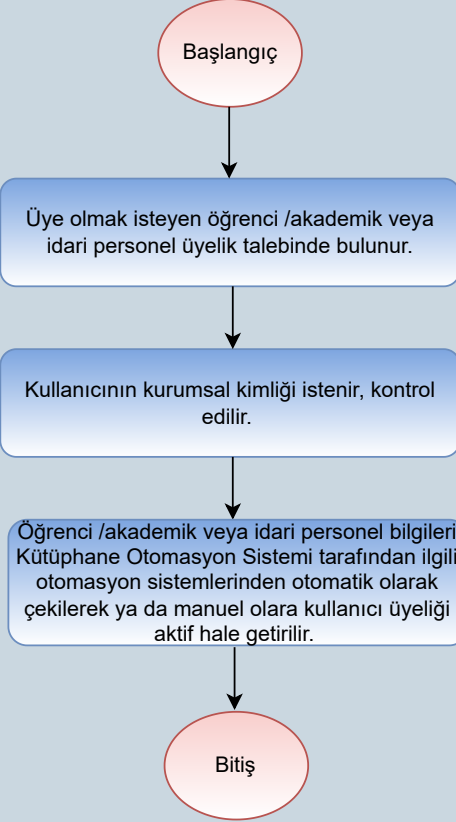 Başlangıç
Üye olmak isteyen öğrenci /akademik veya
idari personel üyelik talebinde bulunur.
Kullanıcının kurumsal kimliği istenir, kontrol
edilir.
Öğrenci /akademik veya idari personel bilgileri
Kütüphane Otomasyon Sistemi tarafından ilgili
otomasyon sistemlerinden otomatik olarak
çekilerek ya da manuel olara kullanıcı üyeliği
aktif hale getirilir.
Bitiş